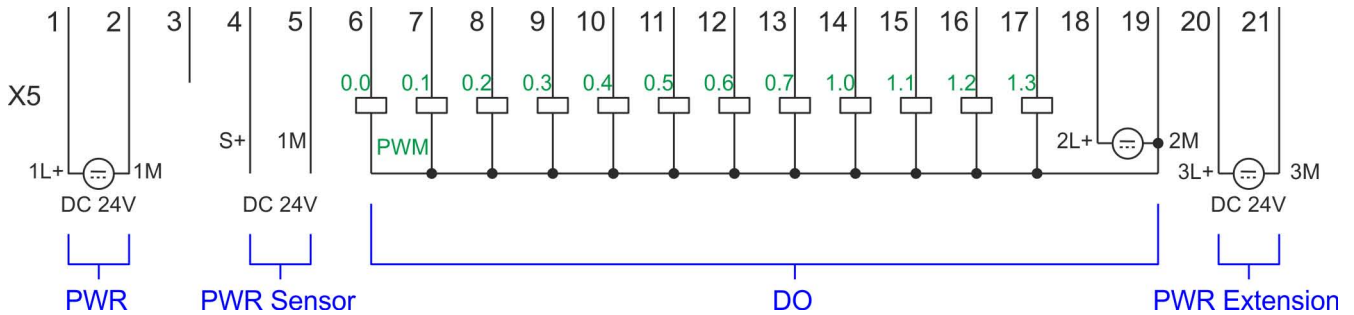 1 2 3 4 5 6 7 8 9 10 11 12 13 14 15 16 17 18 19 20 21
0.0 0.1 0.2 0.3 0.4 0.5 0.6 0.7 1.0 1.1 1.2 1.3
X5
S+ 1M PWM 2L+ 2M
1L+ 1M 3L+ 3M
DC 24V DC 24V DC 24V
PWR PWR Sensor DO PWR Extension